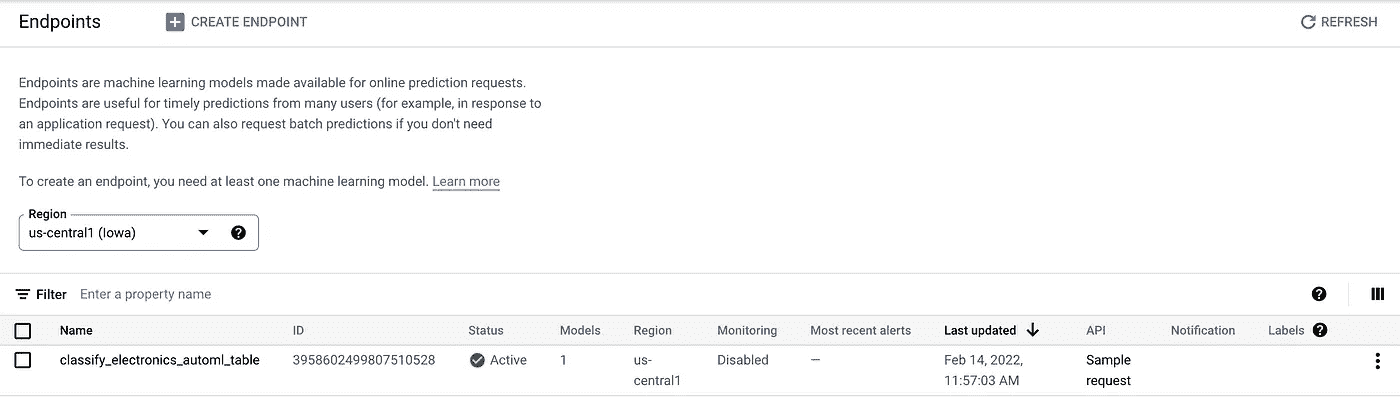 Endpoints
CREATE ENDPOINT
REFRESH
Endpoints are machine learning models made available for online prediction requests.
Endpoints are useful for timely predictions from many users (for example, in response to
an application request). You can also request batch predictions if you don't need
immediate results.
To create an endpoint, you need at least one machine learning model. Learn more
Region
us-central1 (Iowa)
Filter Enter a property name
Name ID Status Models Region Monitoring Most recent alerts Last updated API Notification Labels
classify_electronics_automl_table 3958602499807510528 Active 1 us- Disabled — Feb 14, 2022, Sample
central1 11:57:03 AM request